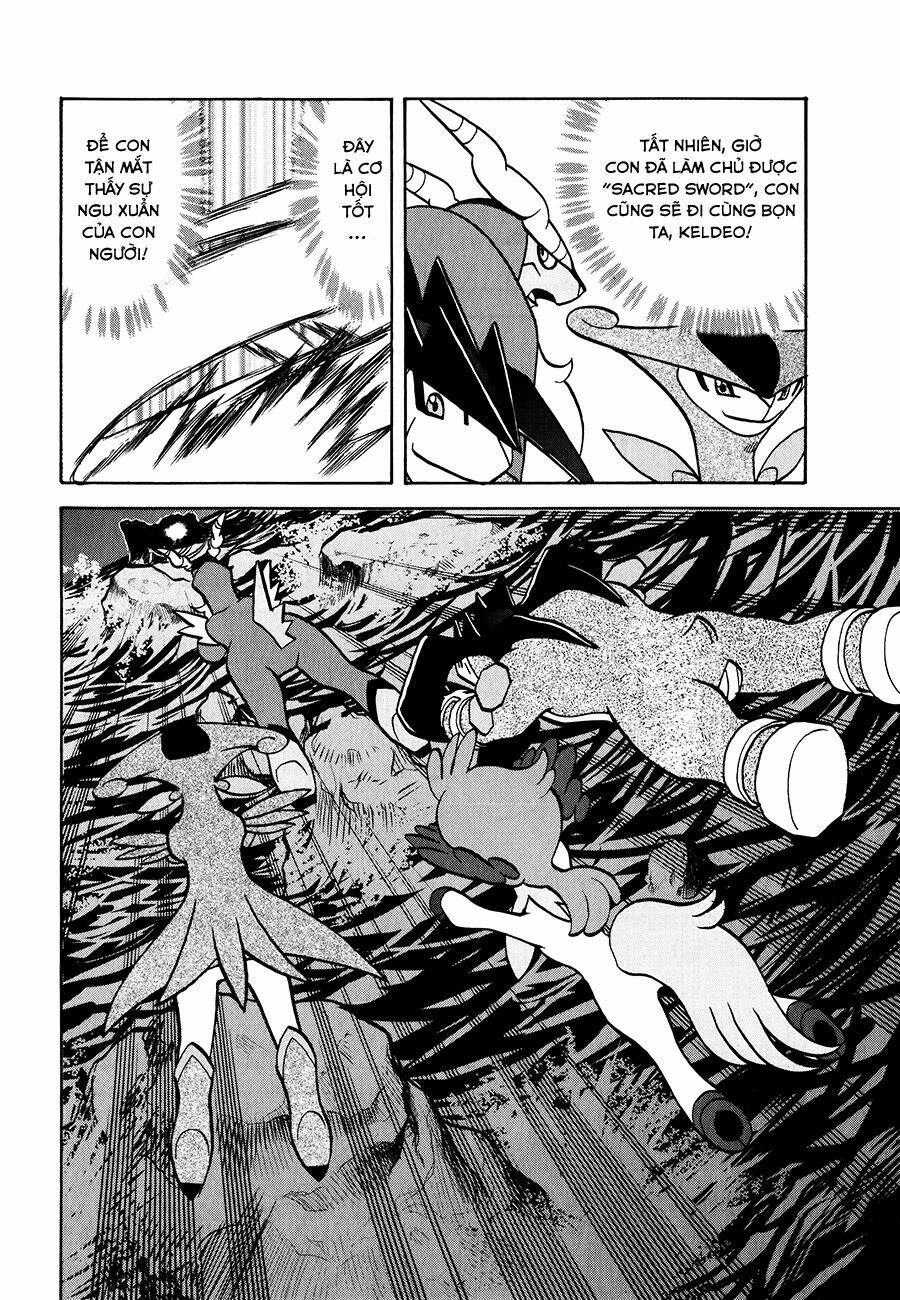 TẤT NHIÊN, GIỜ
CON ĐÃ LÀM CHỦ ĐƯỢC
"SACRED SWORD", CON
CŨNG SẼ ĐI CÙNG BỌN
TA, KELDEO!
ĐÂY
LÀ CƠ
HỘI
TỐT
...
ĐỂ CON
TẬN MẮT
THẤY SỰ
NGU XUẨN
CỦA CON
NGƯỜI!